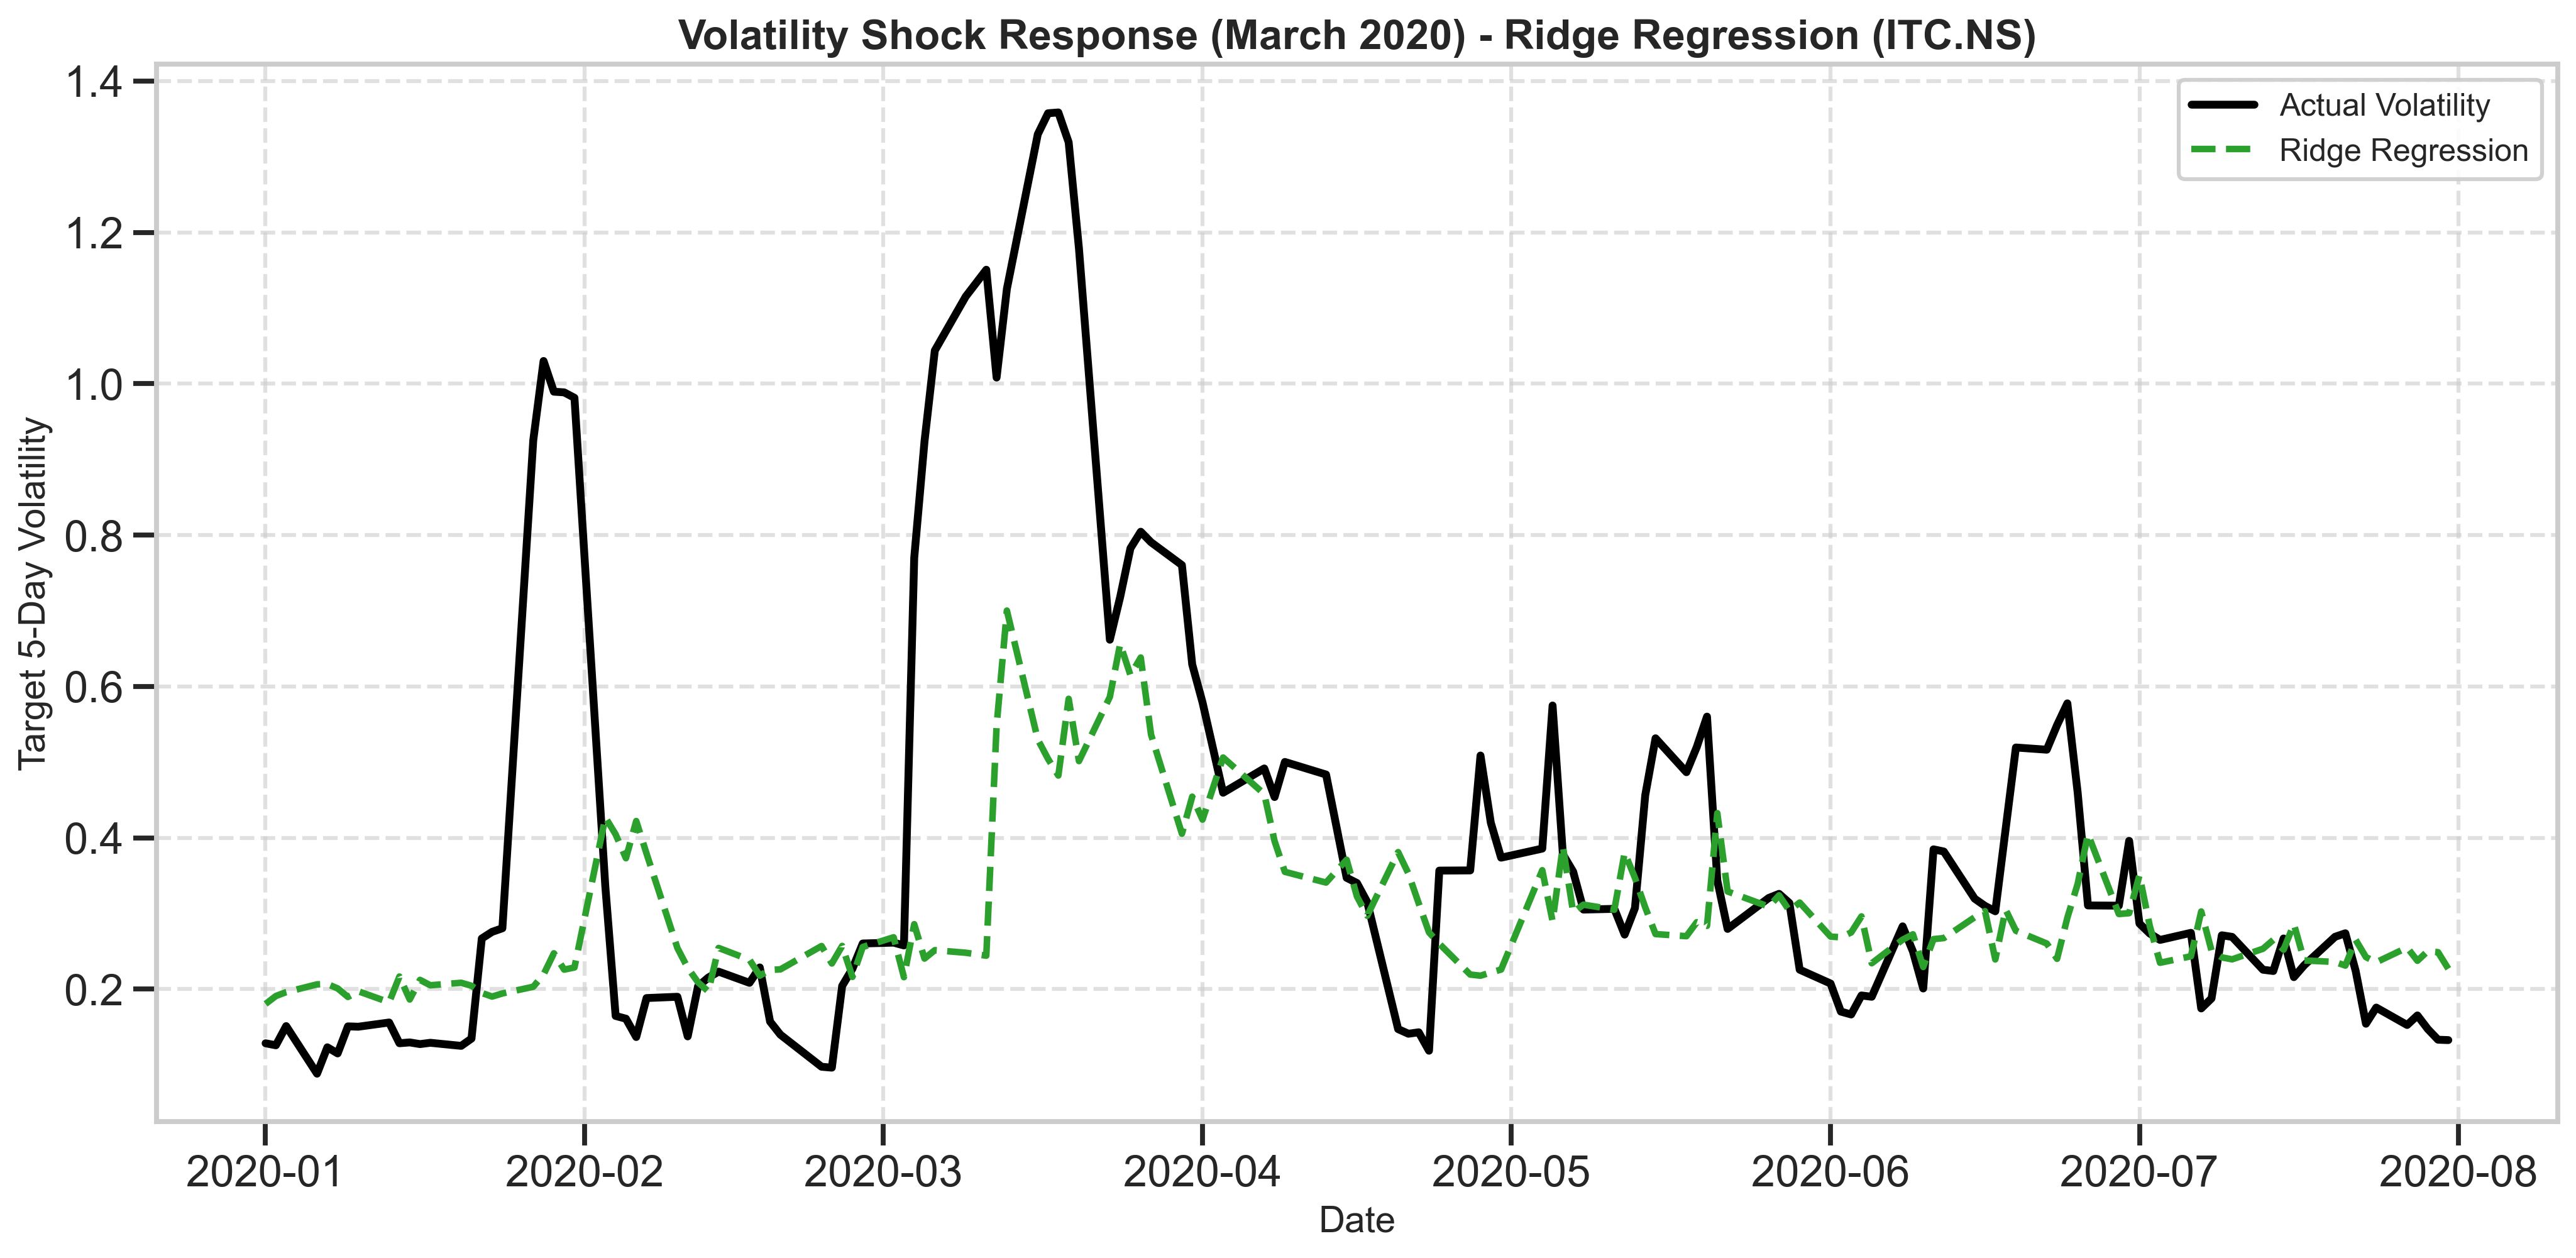 Volatility Shock Response (March 2020) - Ridge Regression (ITC.NS)
Actual Volatility
Ridge Regression
Target 5-Day Volatility
1.4
1.2
1.0
0.8
0.6
0.4
0.2
2020-01 2020-02 2020-03 2020-04 2020-05 2020-06 2020-07 2020-08
Date